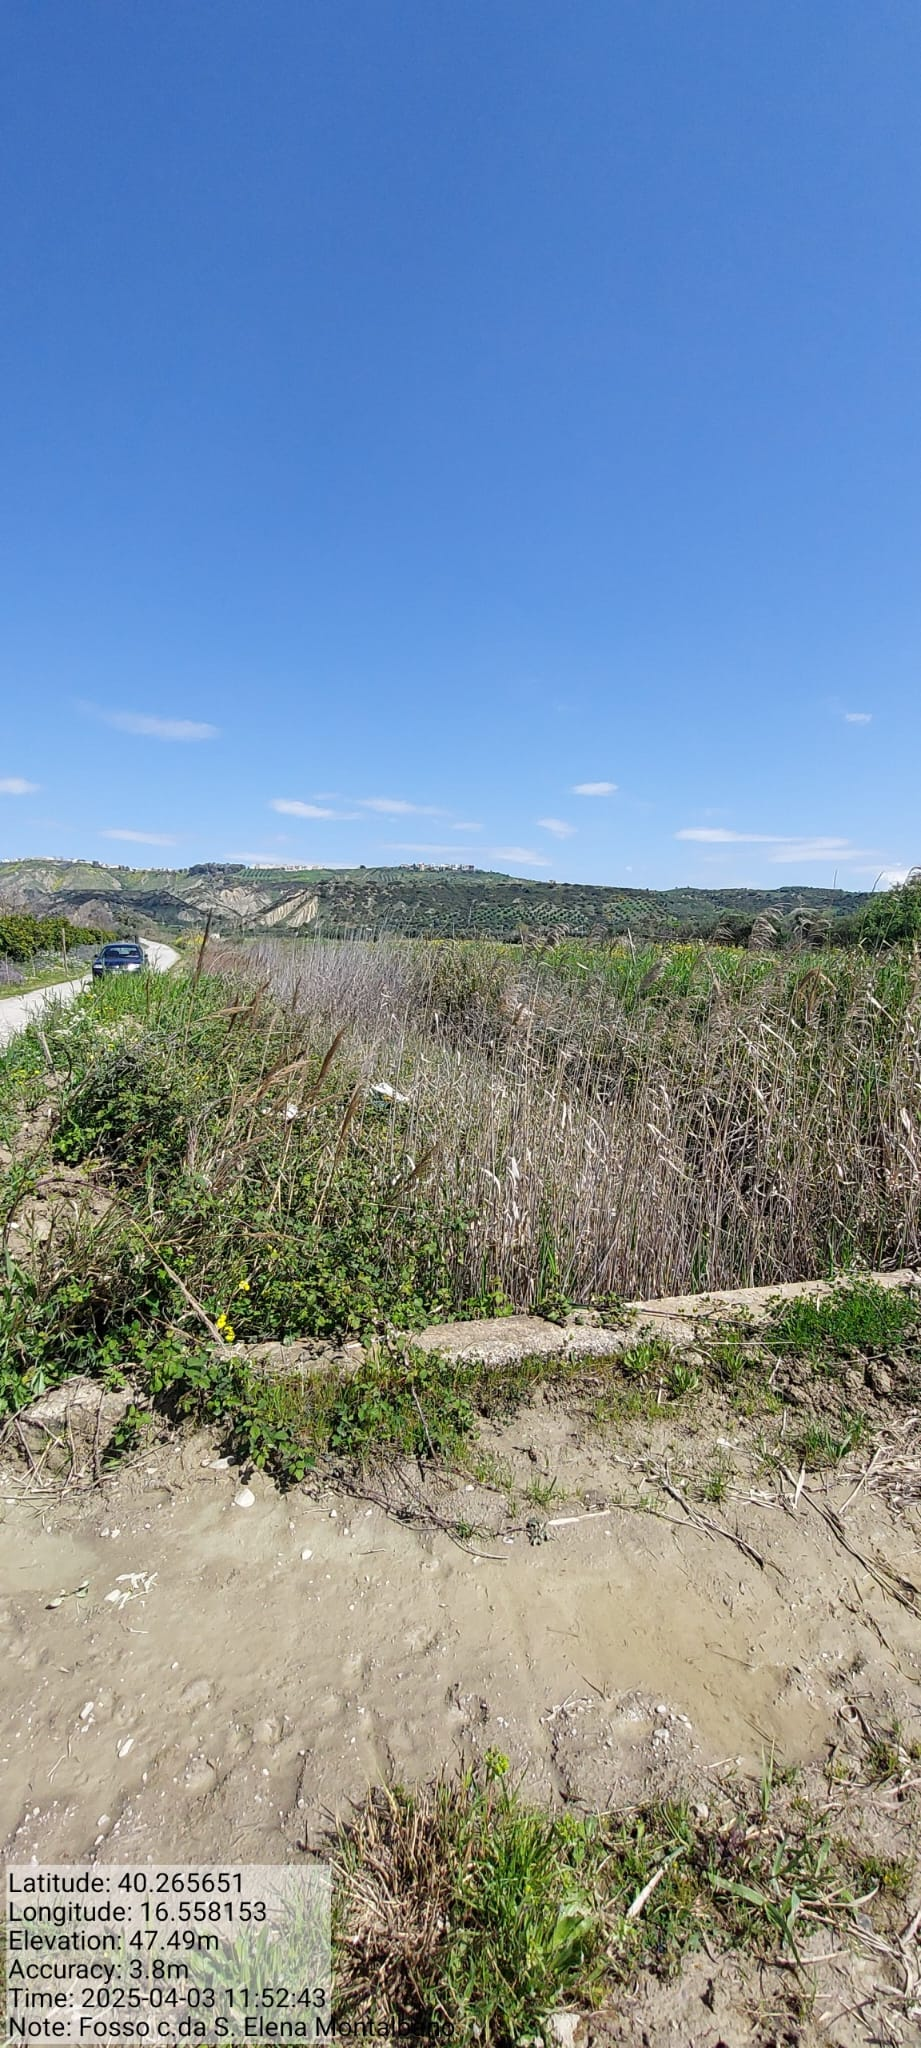 Latitude: 40.265651
Longitude: 16.558153
Elevation: 47.49m
Accuracy: 3.8m
Time: 2025-04-03 11:52:43
Note: Fosso c.da S. Elena Montalbano